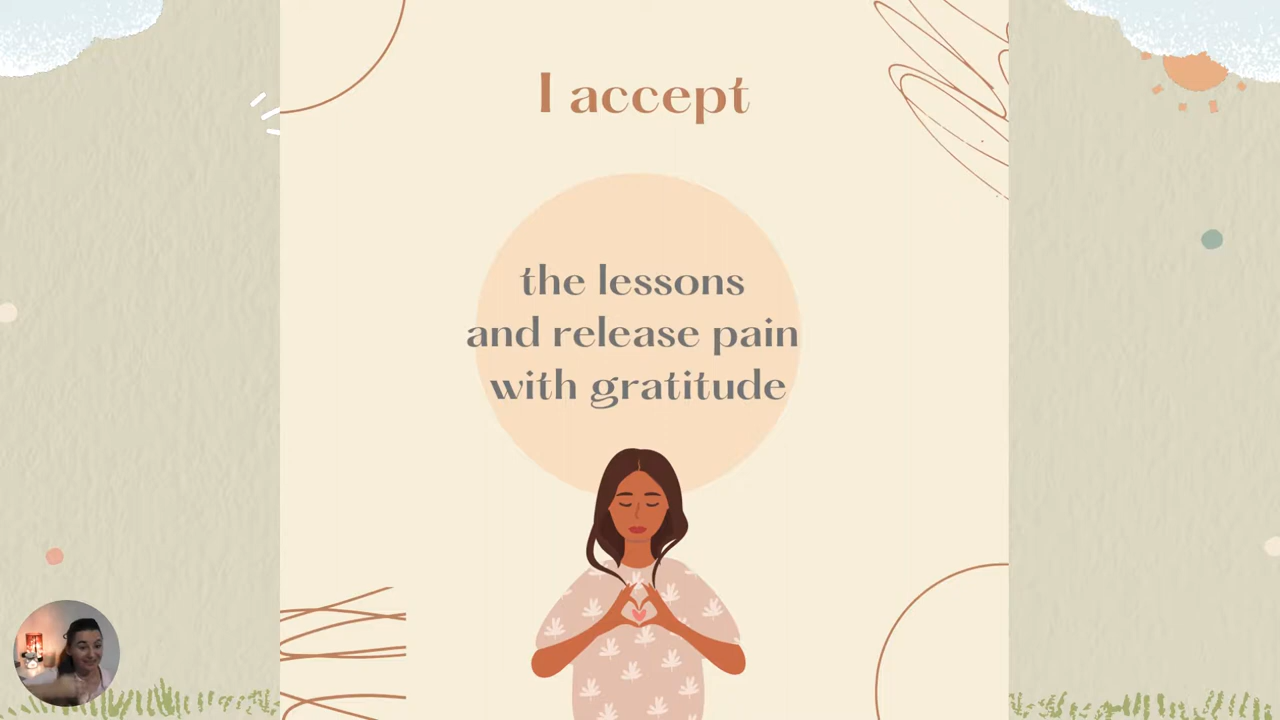 I accept
the lessons
and release pain
with gratitude